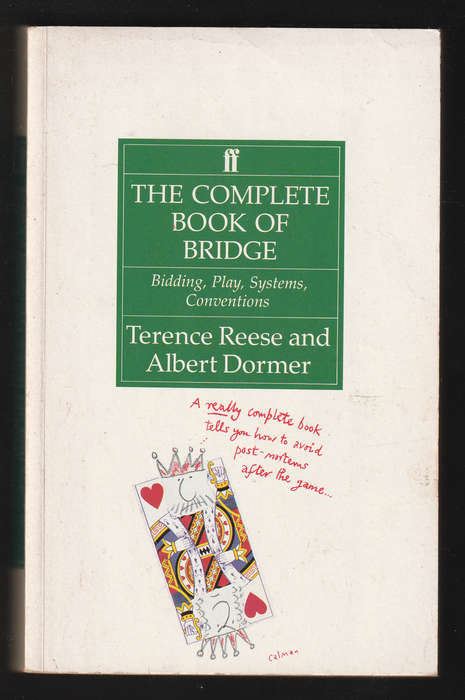 ff
THE COMPLETE
BOOK OF
BRIDGE
Bidding, Play, Systems,
Conventions
Terence Reese and
Albert Dormer
A really complete book
tells you how to avoid
post-mortems
after the game...
Calman